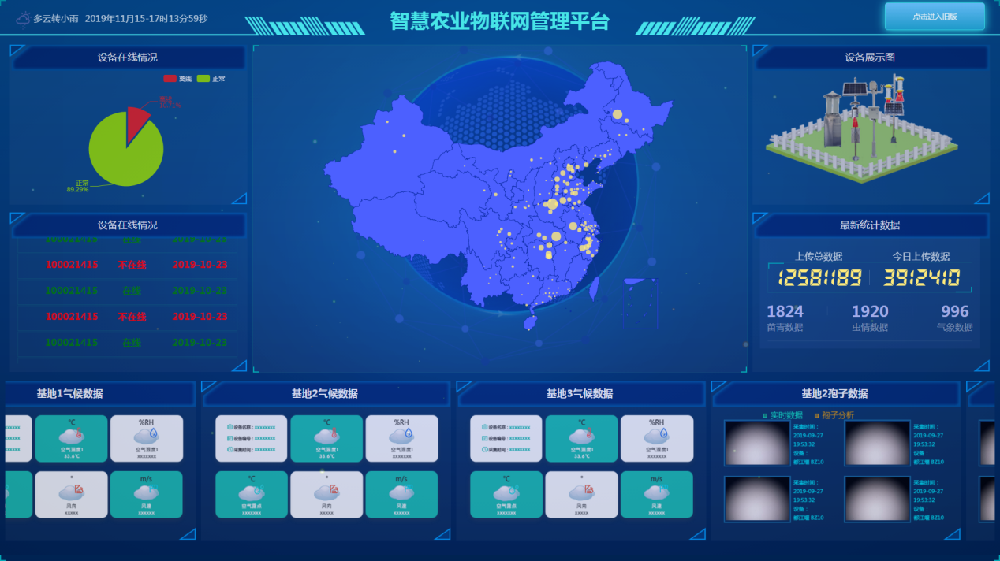 多云转小雨 2019年11月15-17时13分59秒
智慧农业物联网管理平台
点击进入旧版
设备在线情况
离线 正常
离线
10.71%
正常
89.29%
设备在线情况
100021415 在线 2019-10-23
100021415 不在线 2019-10-23
100021415 在线 2019-10-23
100021415 不在线 2019-10-23
100021415 在线 2019-10-23
设备展示图
最新统计数据
上传总数据 今日上传数据
12581189 3912410
1824 1920 996
苗青数据 虫情数据 气象数据
基地1气候数据
xxxxxxxx
xxxxxxxx
xxxxxxxx
℃
空气温度1
33.6℃
%RH
空气湿度1
xxxxxxx
°
风向
xxxxx
m/s
风速
xxxxxx
基地2气候数据
设备名称：xxxxxxxx
设备编号：xxxxxxxx
采集时间：xxxxxxxx
℃
空气温度1
33.6℃
%RH
空气湿度1
xxxxxxx
℃
空气露点
xxxxxxx
°
风向
xxxxx
m/s
风速
xxxxxx
基地3气候数据
设备名称：xxxxxxxx
设备编号：xxxxxxxx
采集时间：xxxxxxxx
℃
空气温度1
33.6℃
%RH
空气湿度1
xxxxxxx
℃
空气露点
xxxxxxx
°
风向
xxxxx
m/s
风速
xxxxxx
基地2孢子数据
实时数据 孢子分析
采集时间：
2019-09-27
19:53:32
设备：
都江堰 BZ10
采集时间：
2019-09-27
19:53:32
设备：
都江堰 BZ10
采集时间：
2019-09-27
19:53:32
设备：
都江堰 BZ10
采集时间：
2019-09-27
19:53:32
设备：
都江堰 BZ10